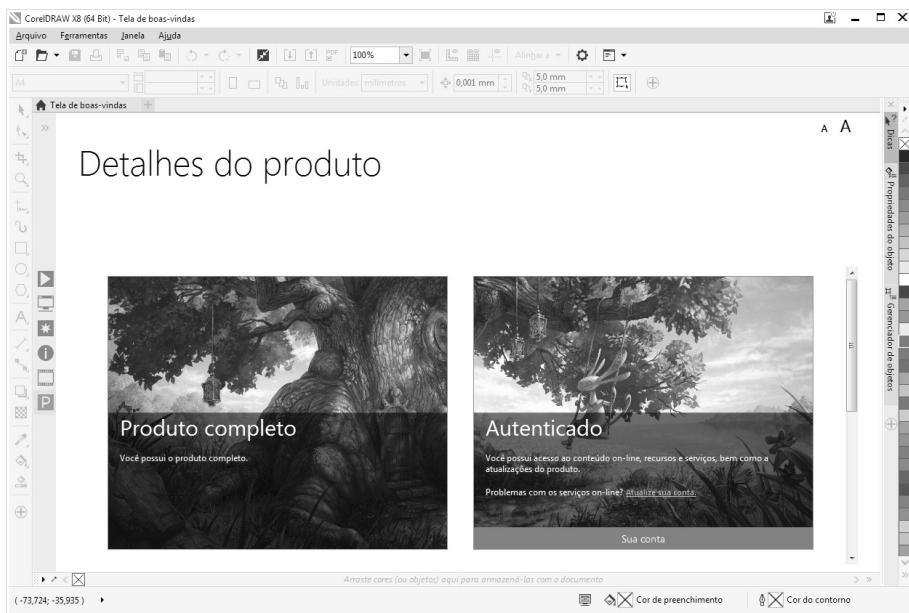 CorelDRAW X8 (64 Bit) - Tela de boas-vindas
Arquivo Ferramentas Janela Ajuda
PDF 100% Alinhar a
A4 Unidades: milímetros 0,001 mm 5,0 mm
5,0 mm
Tela de boas-vindas
A A
Detalhes do produto
Dicas
Propriedades do objeto
Gerenciador de objetos
Produto completo
Você possui o produto completo.
Autenticado
Você possui acesso ao conteúdo on-line, recursos e serviços, bem como a
atualizações do produto.
Problemas com os serviços on-line? Atualize sua conta.
Sua conta
Arraste cores (ou objetos) aqui para armazená-las com o documento
( -73,724; -35,935 ) Cor de preenchimento Cor do contorno